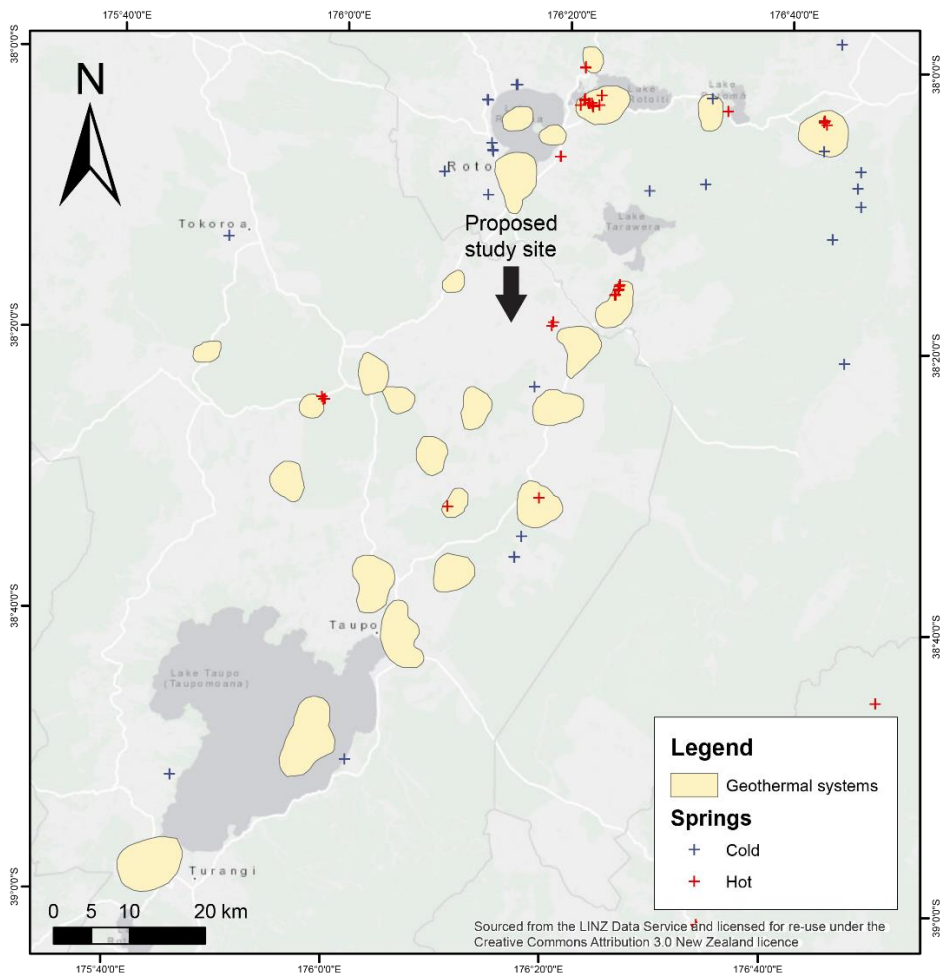 175°40'0"E 176°0'0"E 176°20'0"E 176°40'0"E
38°0'0"S
38°0'0"S
N
Lake
Rotoiti
Lake
Roto
Tokoroa
Proposed
study site
Lake
Tarawera
38°20'0"S
38°20'0"S
38°40'0"S
38°40'0"S
Taupo
Lake Taupo
(Taupomoana)
Legend
Geothermal systems
Springs
Cold
Hot
Turangi
39°0'0"S
39°0'0"S
0 5 10 20 km
Sourced from the LINZ Data Service and licensed for re-use under the
Creative Commons Attribution 3.0 New Zealand licence
175°40'0"E 176°0'0"E 176°20'0"E 176°40'0"E